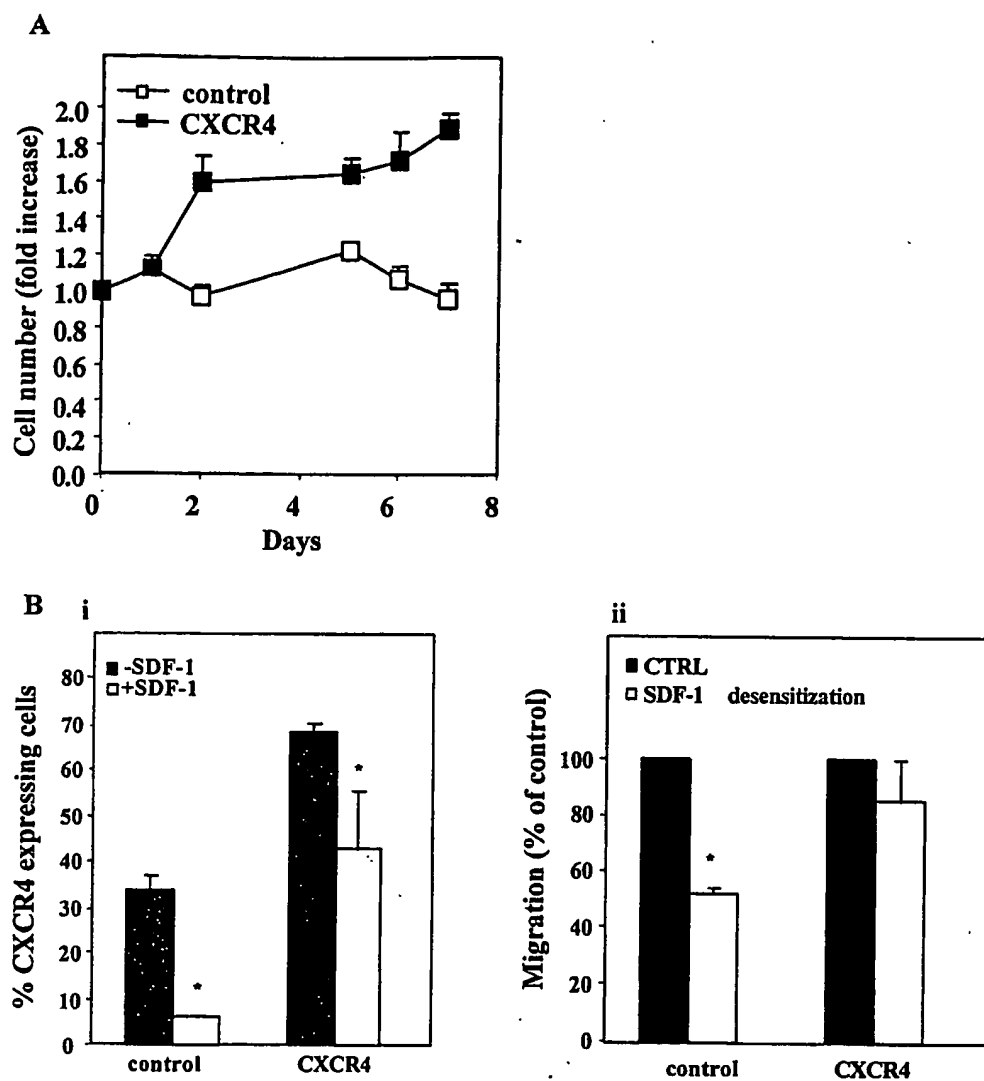 A
control
CXCR4
Cell number (fold increase)
2.0
1.8
1.6
1.4
1.2
1.0
0.8
0.6
0.4
0.2
0.0
0 2 4 6 8
Days
B i
-SDF-1
+SDF-1
% CXCR4 expressing cells
80
70
60
50
40
30
20
10
0
*
*
control CXCR4
ii
CTRL
SDF-1 desensitization
Migration (% of control)
100
80
60
40
20
0
*
control CXCR4